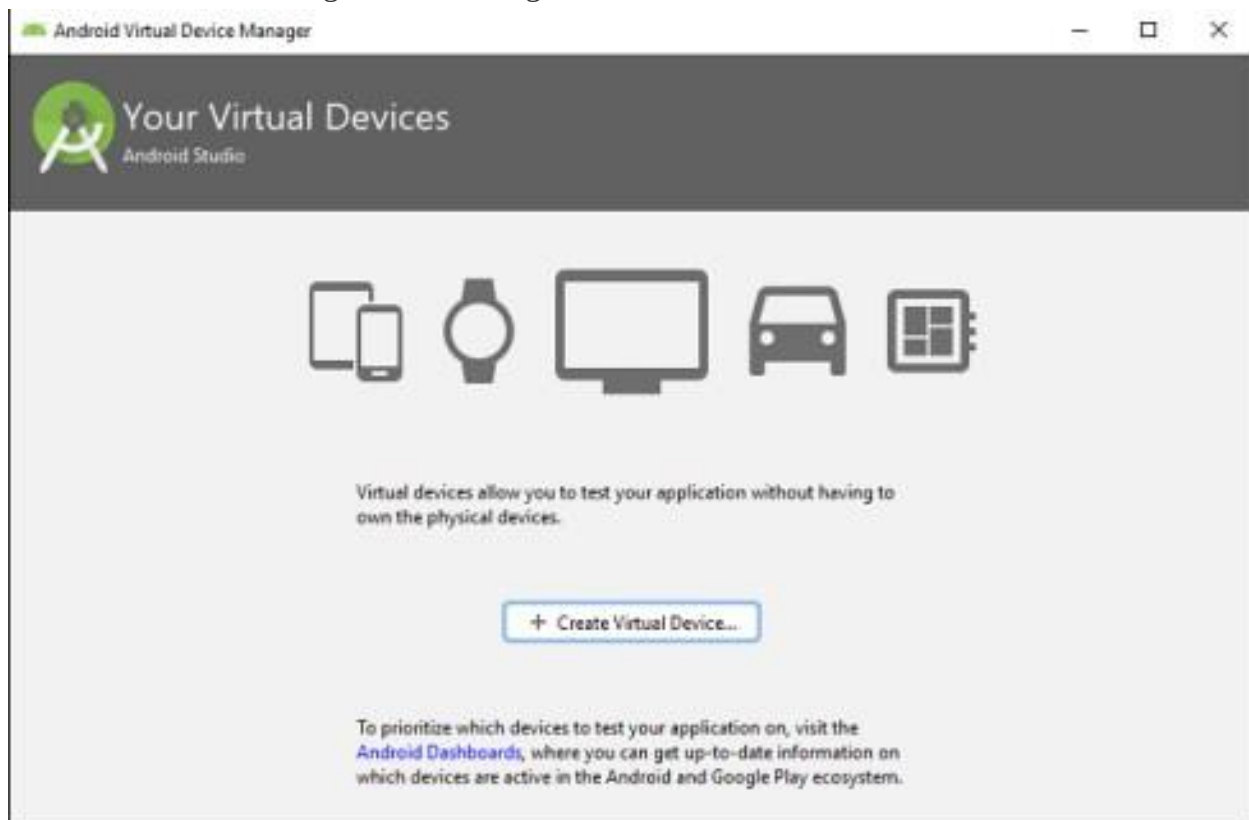 Android Virtual Device Manager
Your Virtual Devices
Android Studio
Virtual devices allow you to test your application without having to
own the physical devices.
+ Create Virtual Device...
To prioritize which devices to test your application on, visit the
Android Dashboards, where you can get up-to-date information on
which devices are active in the Android and Google Play ecosystem.